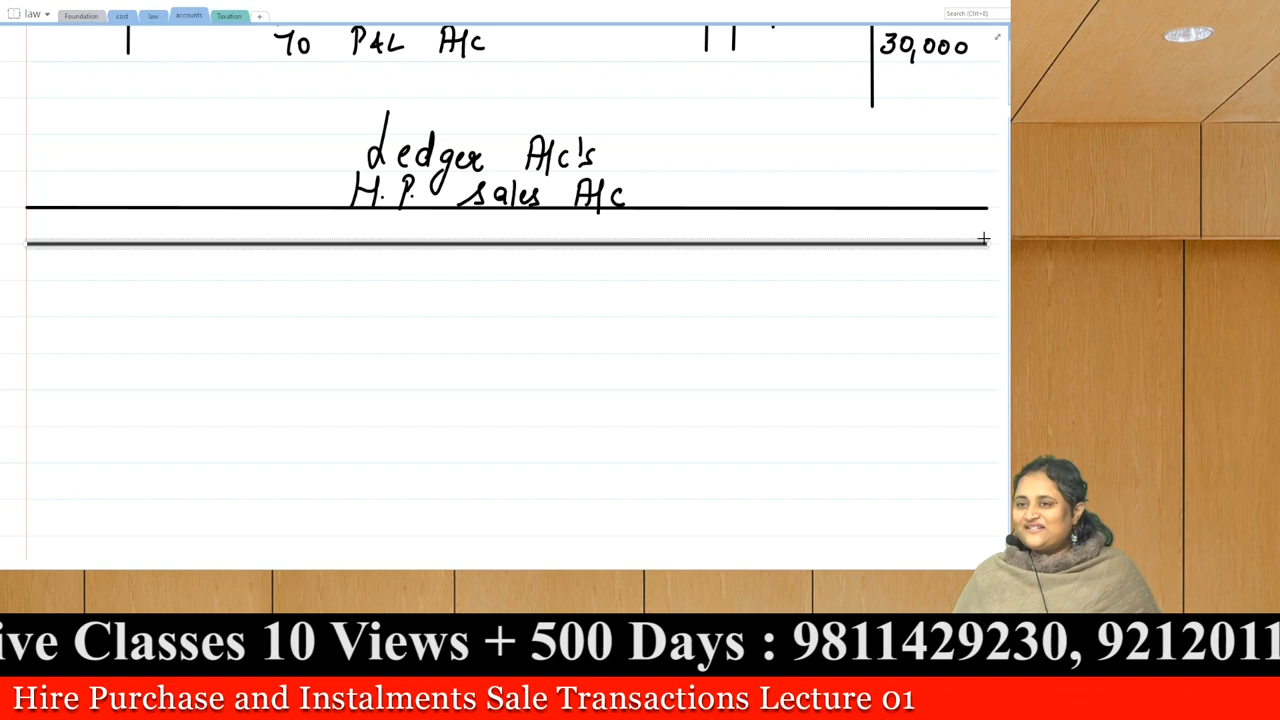 law
Foundation
cost
law
accounts
Taxation
+
Search (Ctrl+E)
To P&L A/c
30,000
Ledger A/c's
H.P. Sales A/c
ive Classes 10 Views + 500 Days : 9811429230, 9212011
Hire Purchase and Instalments Sale Transactions Lecture 01